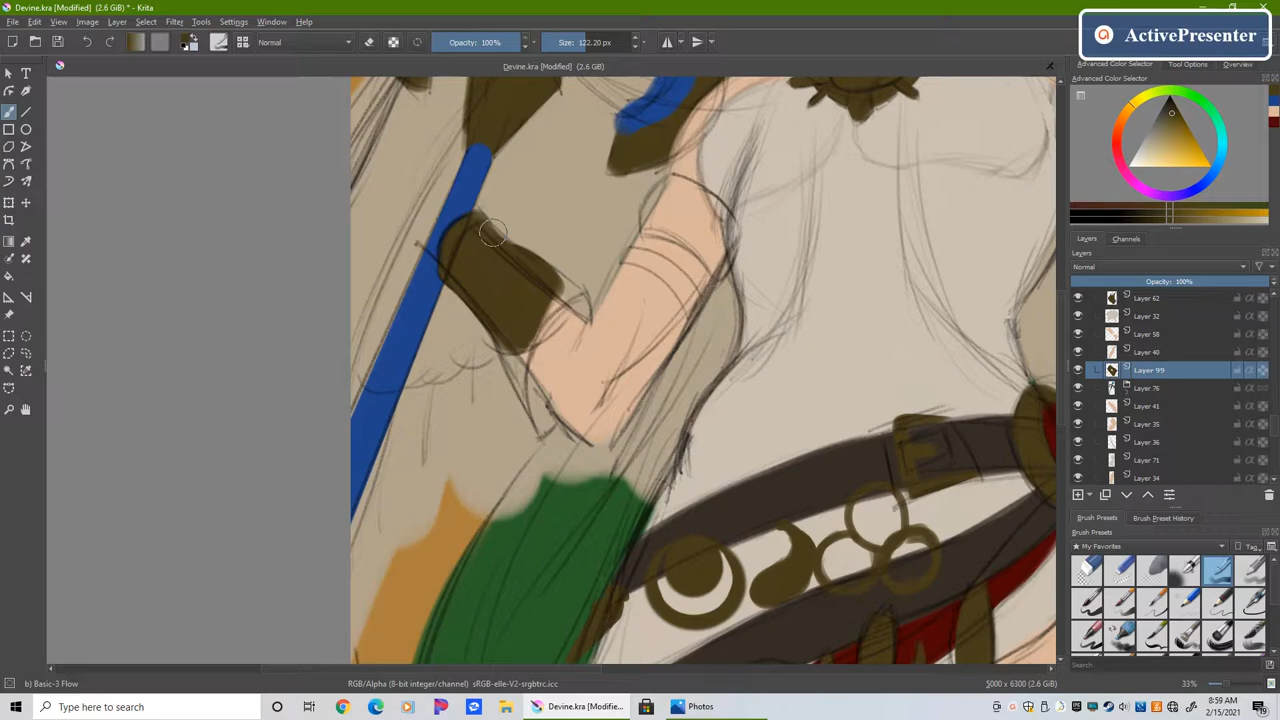 Devine.kra [Modified] (2.6 GiB) * - Krita
File Edit View Image Layer Select Filter Tools Settings Window Help
ActivePresenter
Normal Opacity: 100% Size: 122.20 px
Devine.kra [Modified] (2.6 GiB)
Advanced Color Selector Tool Options Overview
Advanced Color Selector
Layers Channels
Layers
Normal
Opacity: 100%
Layer 62
Layer 32
Layer 58
Layer 40
Layer 99
Layer 76
Layer 41
Layer 35
Layer 36
Layer 71
Layer 34
Brush Presets Brush Preset History
Brush Presets
My Favorites Tag
Search
b) Basic-3 Flow RGB/Alpha (8-bit integer/channel) sRGB-elle-V2-srgbtrc.icc 5000 x 6300 (2.6 GiB) 33%
Type here to search Devine.kra [Modifie... Photos 8:59 AM
2/15/2021
19